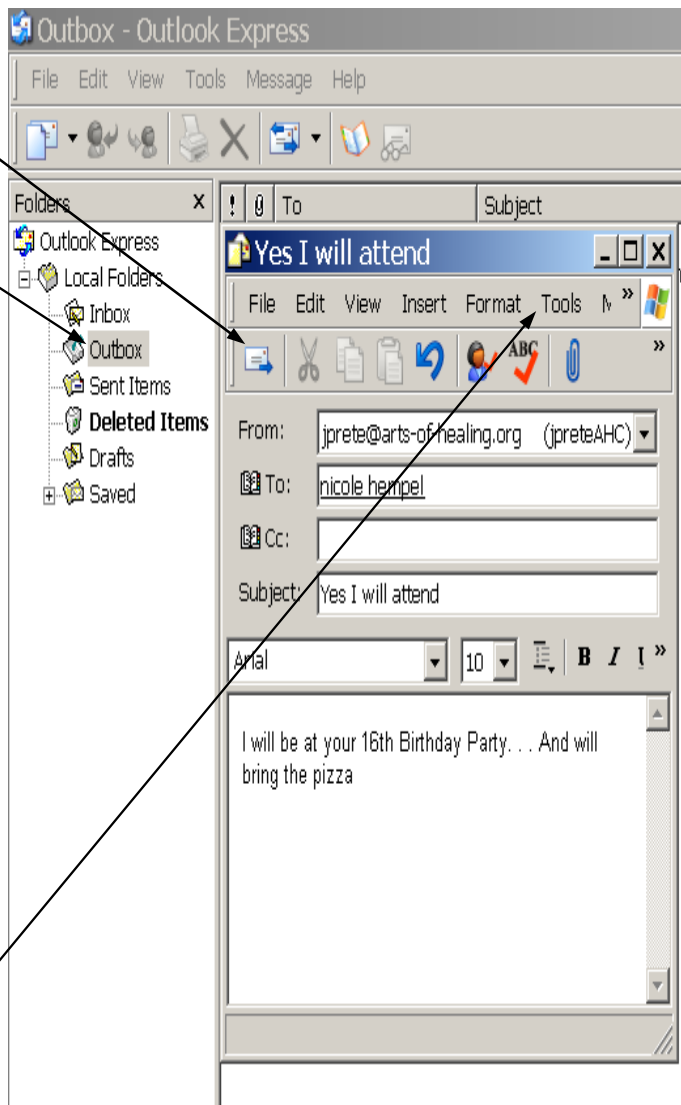 Outbox - Outlook Express
File Edit View Tools Message Help
Folders x ! To Subject
Outlook Express
Local Folders
Inbox
Outbox
Sent Items
Deleted Items
Drafts
Saved
Yes I will attend
File Edit View Insert Format Tools »
ABC »
From: jprete@arts-of-healing.org (jpreteAHC)
To: nicole hempel
Cc:
Subject: Yes I will attend
Arial 10 B I »
I will be at your 16th Birthday Party. . . And will
bring the pizza